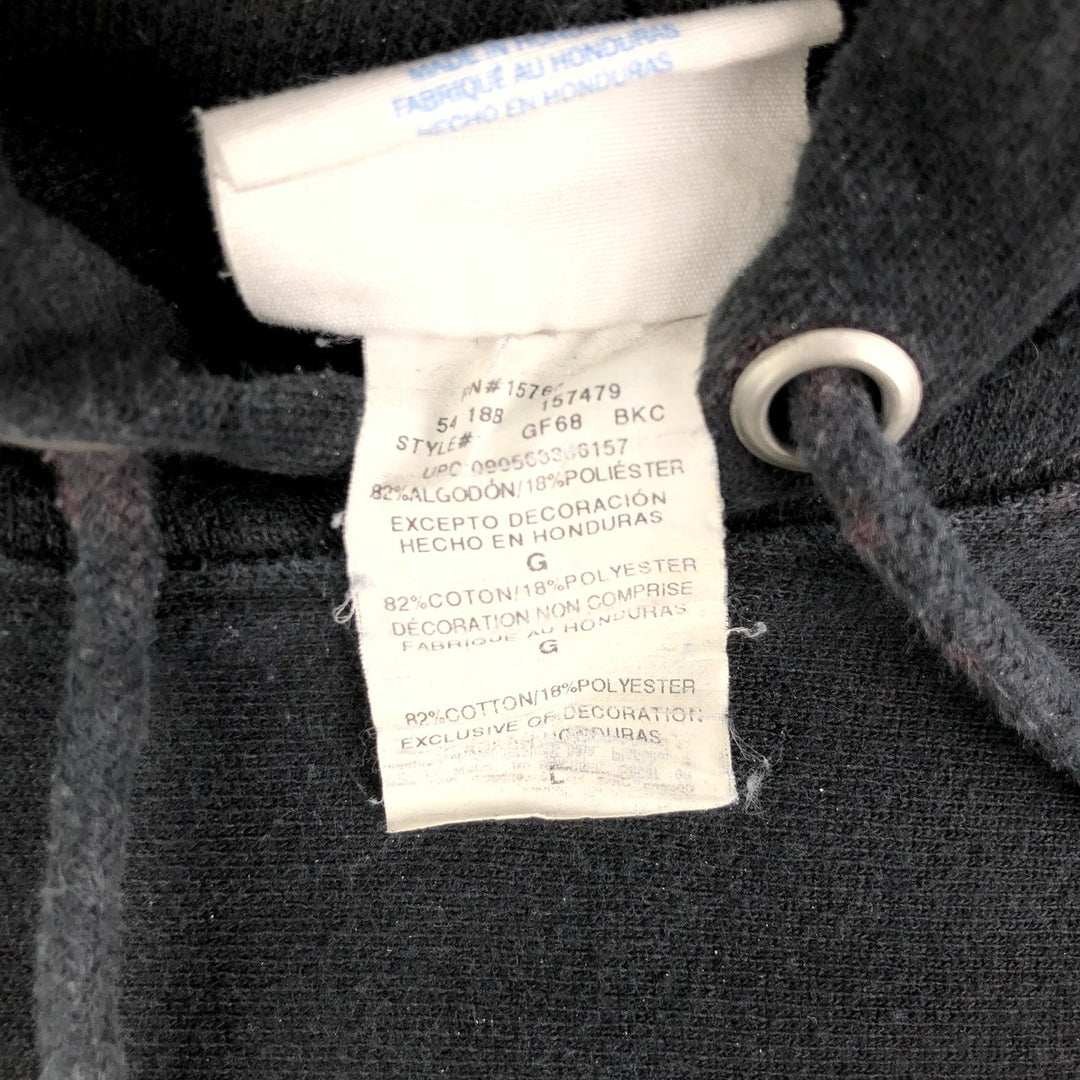 MADE IN
FABRIQUÉ AU HONDURAS
HECHO EN HONDURAS
157479
54 18B
STYLE# GF68 BKC
UPC
82%ALGODÓN/18%POLIÉSTER
EXCEPTO DECORACIÓN
HECHO EN HONDURAS
G
82%COTON/18%POLYESTER
DÉCORATION NON COMPRISE
FABRIQUE AU HONDURAS
G
82%COTTON/18%POLYESTER
EXCLUSIVE OF DECORATION
HONDURAS
L